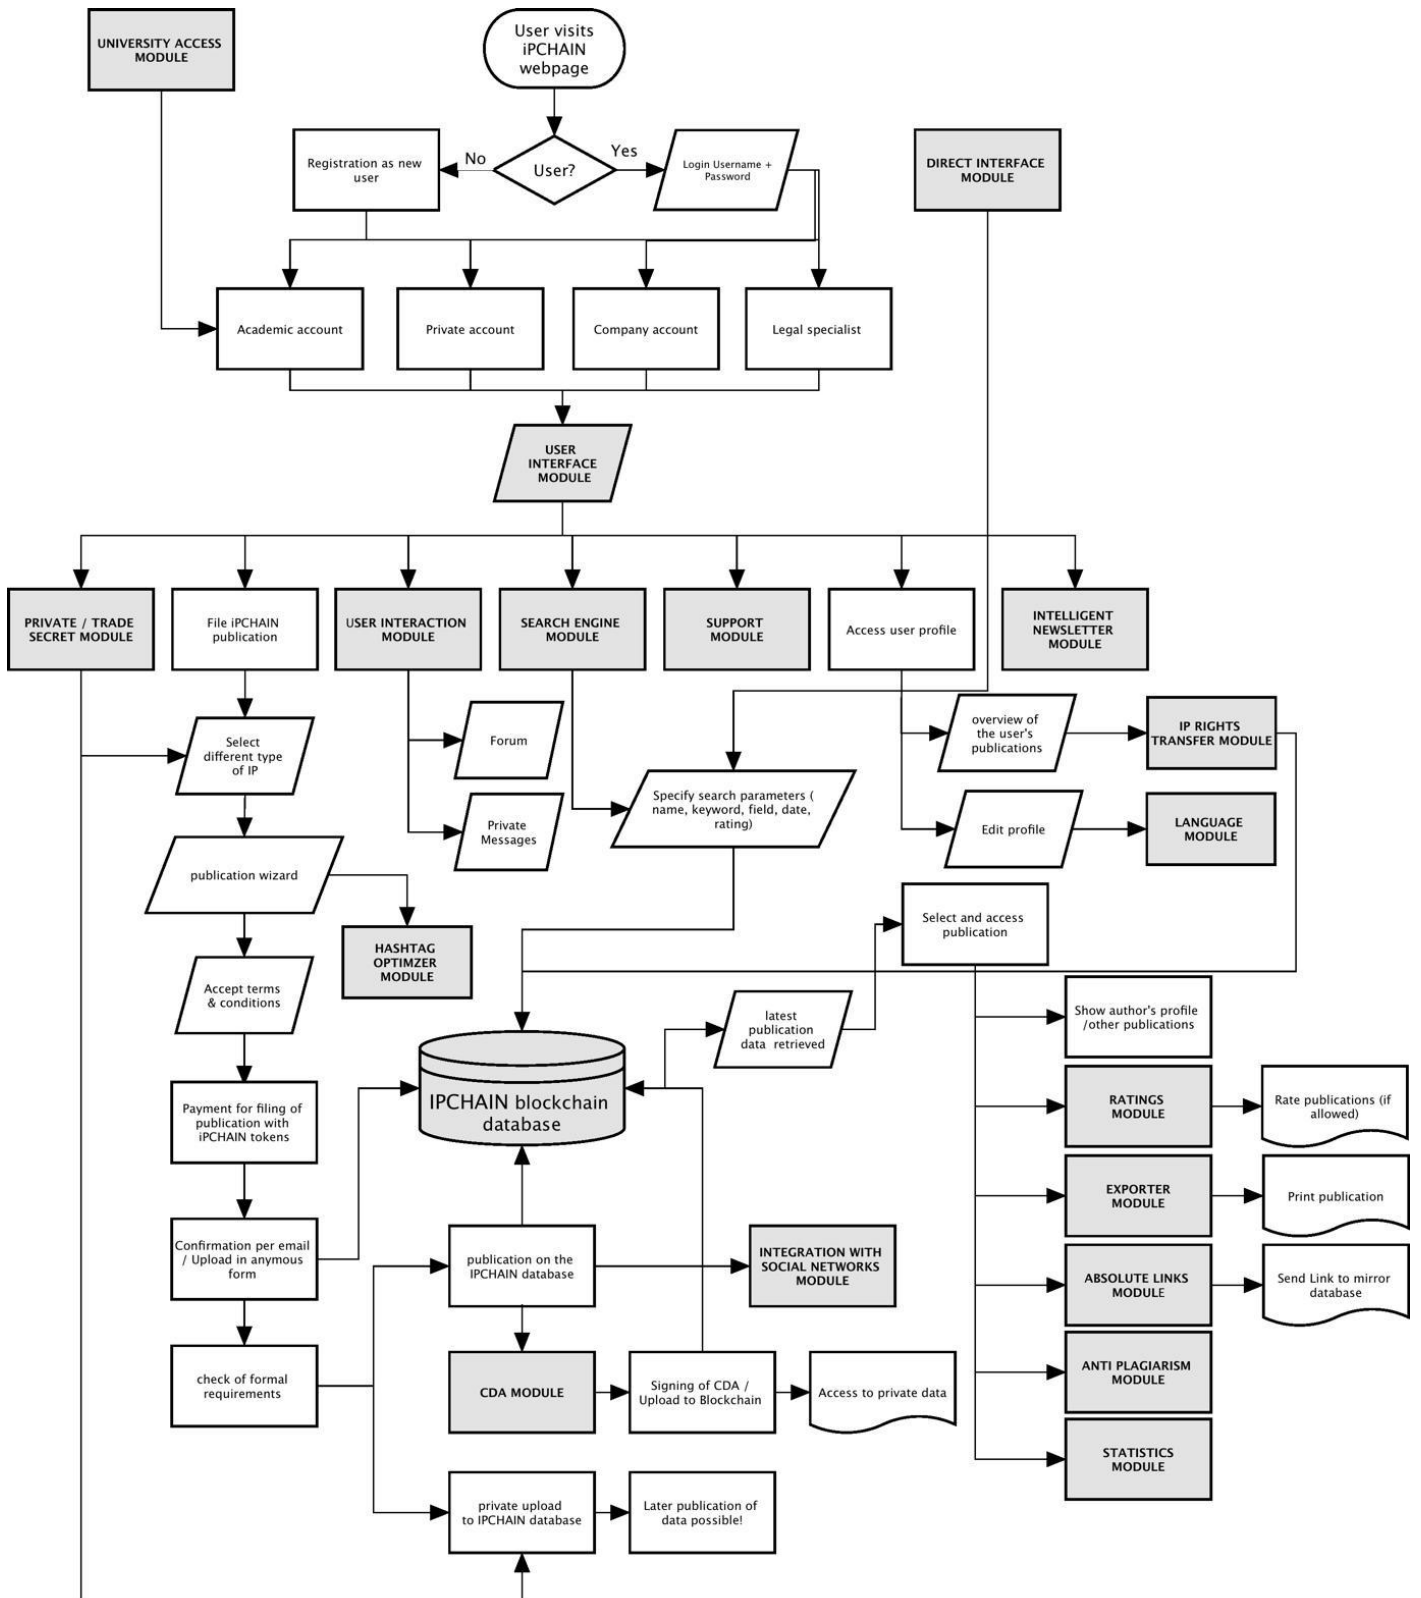 UNIVERSITY ACCESS
MODULE
User visits
iPCHAIN
webpage
Registration as new
user
No
User?
Yes
Login Username +
Password
DIRECT INTERFACE
MODULE
Academic account
Private account
Company account
Legal specialist
USER
INTERFACE
MODULE
PRIVATE / TRADE
SECRET MODULE
File iPCHAIN
publication
USER INTERACTION
MODULE
SEARCH ENGINE
MODULE
SUPPORT
MODULE
Access user profile
INTELLIGENT
NEWSLETTER
MODULE
Select
different type
of IP
Forum
overview of
the user's
publications
IP RIGHTS
TRANSFER MODULE
Specify search parameters (
name, keyword, field, date,
rating)
Private
Messages
Edit profile
LANGUAGE
MODULE
publication wizard
HASHTAG
OPTIMZER
MODULE
Select and access
publication
Accept terms
& conditions
latest
publication
data retrieved
Show author's profile
/other publications
IPCHAIN blockchain
database
Payment for filing of
publication with
iPCHAIN tokens
RATINGS
MODULE
Rate publications (if
allowed)
EXPORTER
MODULE
Print publication
Confirmation per email
/ Upload in anymous
form
publication on the
IPCHAIN database
INTEGRATION WITH
SOCIAL NETWORKS
MODULE
ABSOLUTE LINKS
MODULE
Send Link to mirror
database
check of formal
requirements
CDA MODULE
Signing of CDA /
Upload to Blockchain
Access to private data
ANTI PLAGIARISM
MODULE
STATISTICS
MODULE
private upload
to IPCHAIN database
Later publication of
data possible!